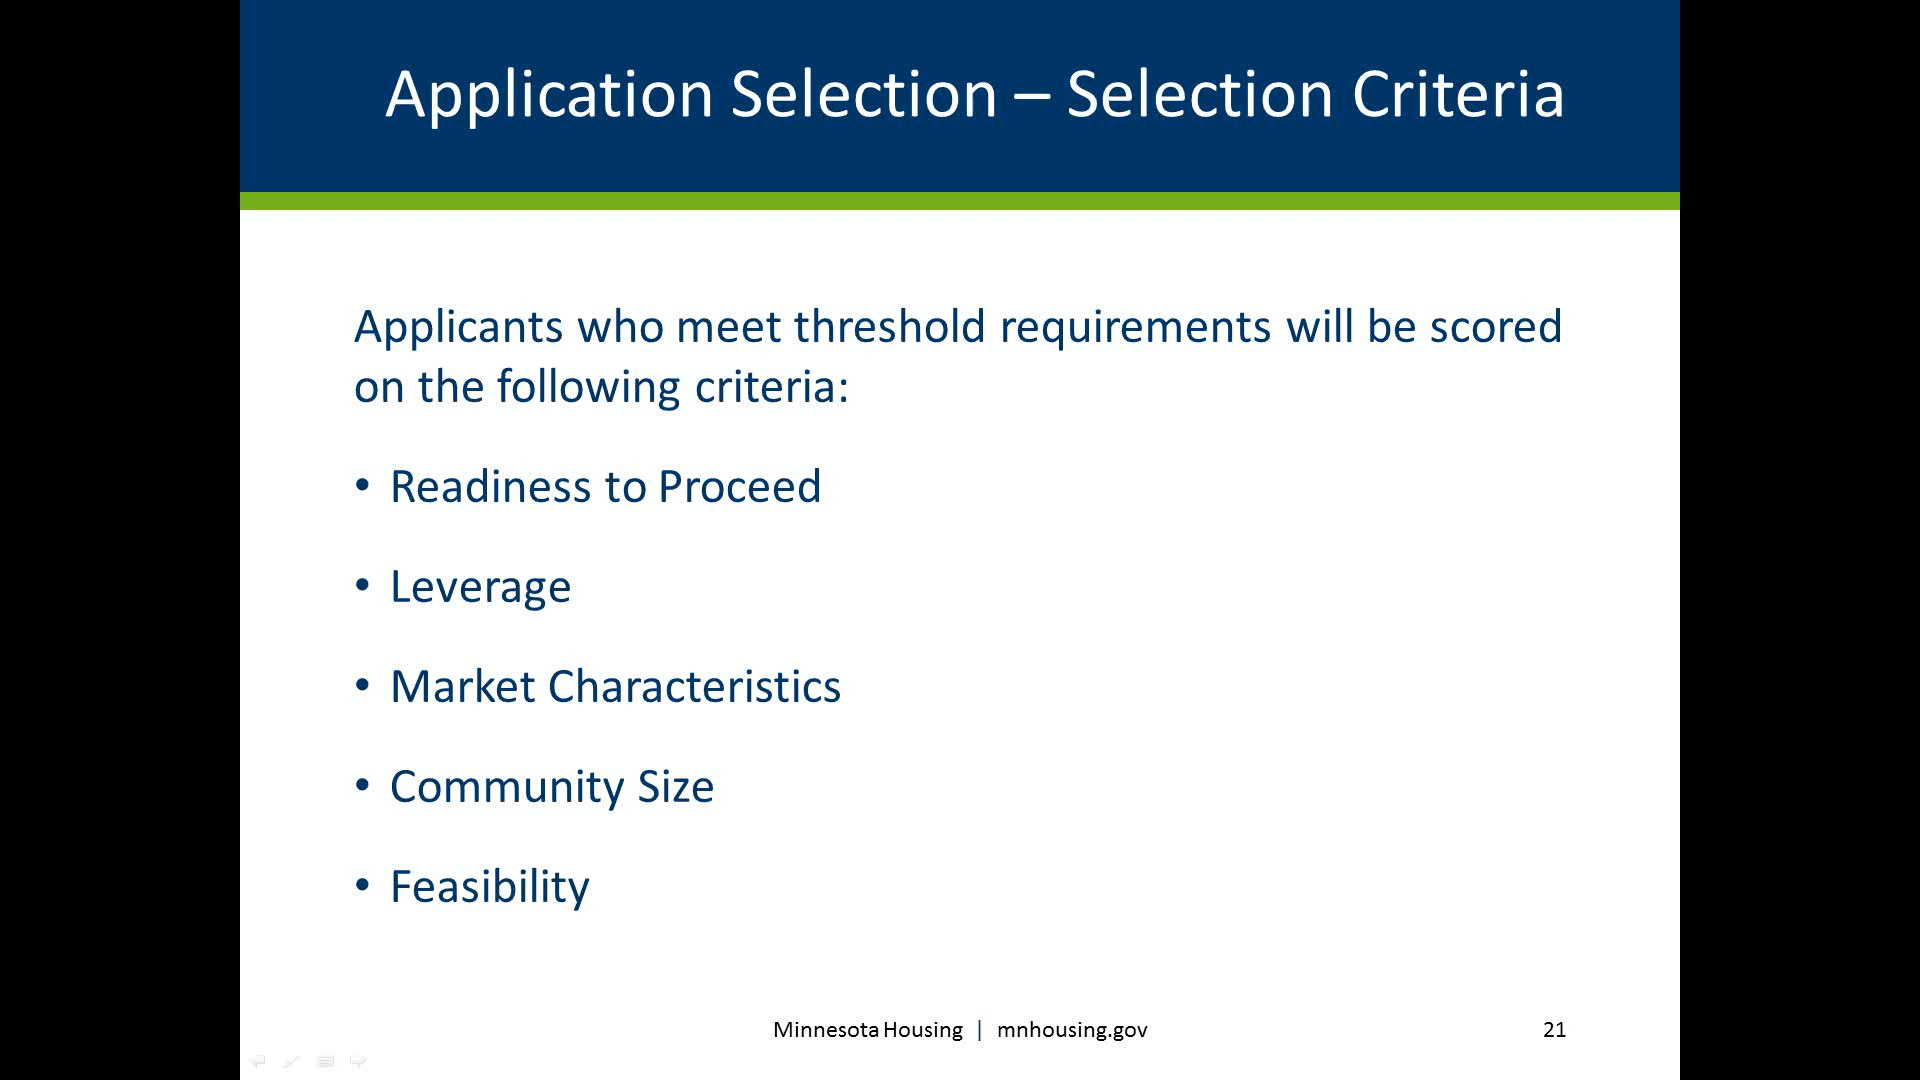 Application Selection – Selection Criteria
Applicants who meet threshold requirements will be scored
on the following criteria:
• Readiness to Proceed
• Leverage
• Market Characteristics
• Community Size
• Feasibility
Minnesota Housing | mnhousing.gov
21